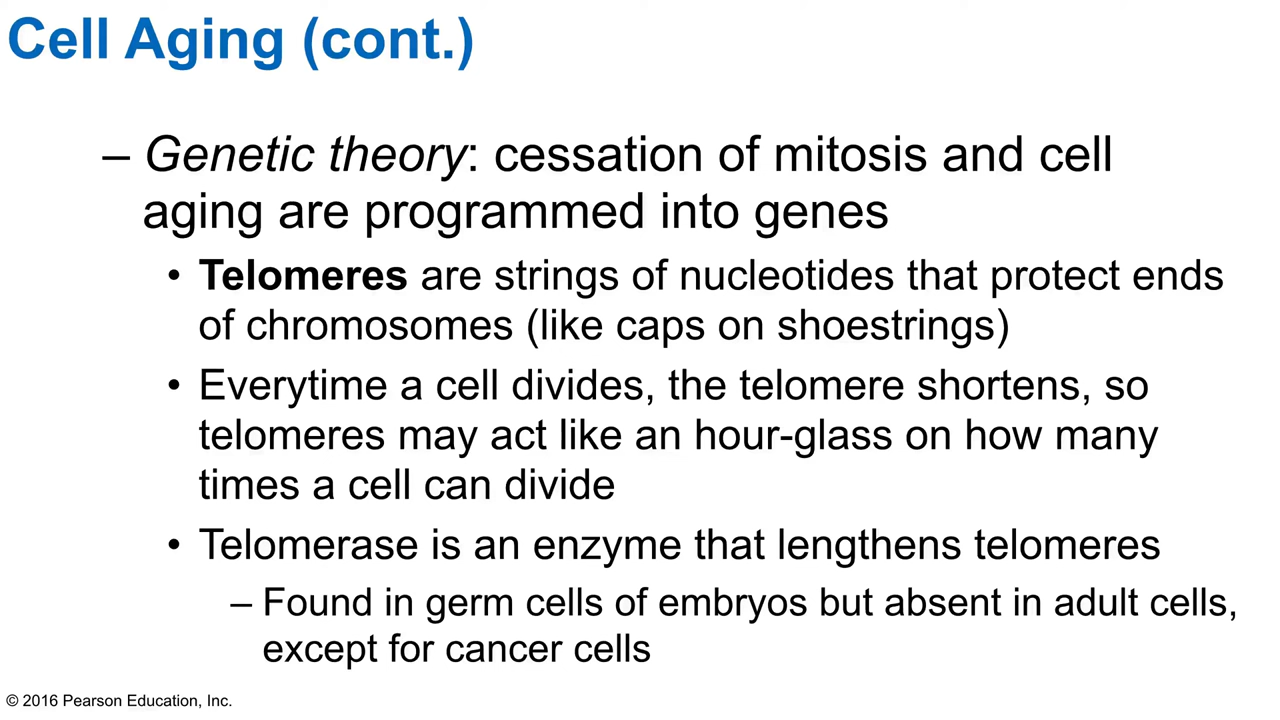 Cell Aging (cont.)
– Genetic theory: cessation of mitosis and cell
aging are programmed into genes
• Telomeres are strings of nucleotides that protect ends
of chromosomes (like caps on shoestrings)
• Everytime a cell divides, the telomere shortens, so
telomeres may act like an hour-glass on how many
times a cell can divide
• Telomerase is an enzyme that lengthens telomeres
– Found in germ cells of embryos but absent in adult cells,
except for cancer cells
© 2016 Pearson Education, Inc.